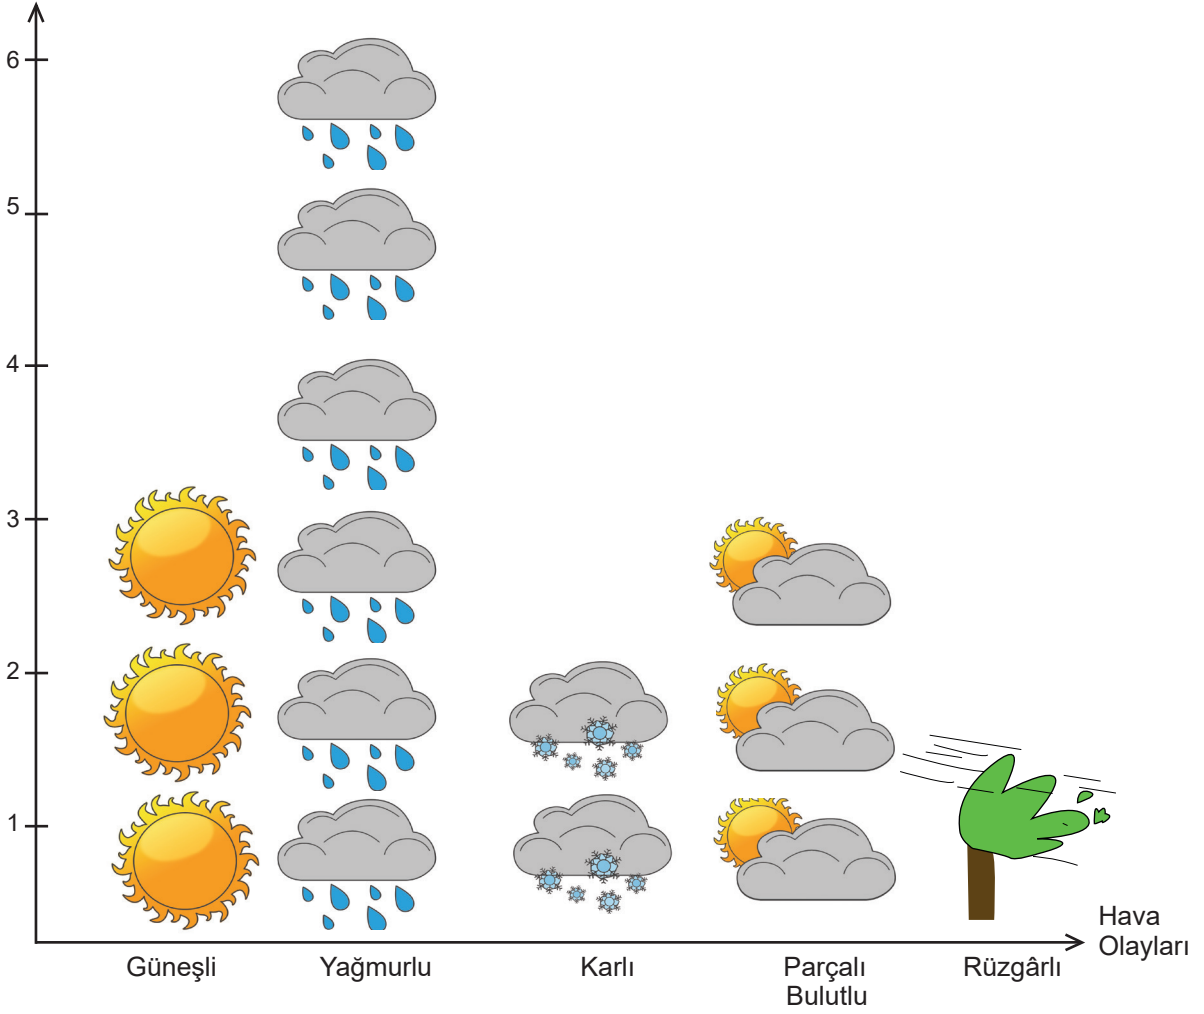 6
5
4
3
2
1
Güneşli
Yağmurlu
Karlı
Parçalı
Bulutlu
Rüzgârlı
Hava
Olayları